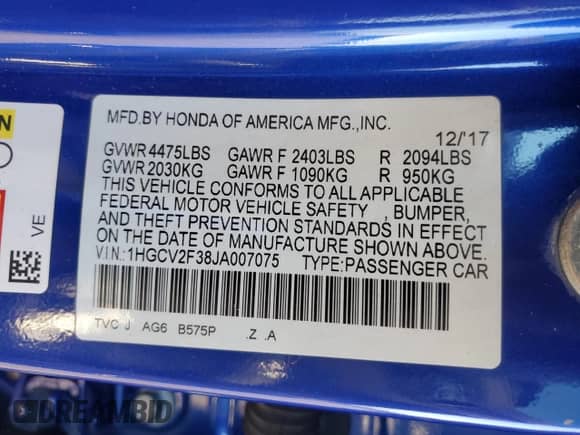 MFD.BY HONDA OF AMERICA MFG.,INC.
12/'17
GVWR 4475LBS GAWR F 2403LBS R 2094LBS
GVWR 2030KG GAWR F 1090KG R 950KG
THIS VEHICLE CONFORMS TO ALL APPLICABLE
FEDERAL MOTOR VEHICLE SAFETY , BUMPER,
AND THEFT PREVENTION STANDARDS IN EFFECT
ON THE DATE OF MANUFACTURE SHOWN ABOVE.
V.I.N.:1HGCV2F38JA007075 TYPE:PASSENGER CAR
TVC J AG6 B575P .Z .A
VE
DREAMBID